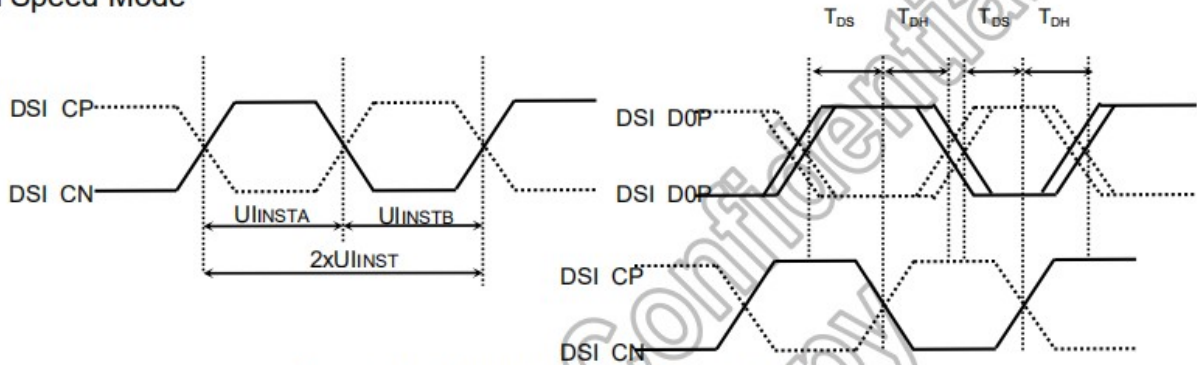 Speed Mode
DSI CP
DSI CN
UIINSTA
UIINSTB
2xUIINST
TDS TDH TDS TDH
DSI D0P
DSI D0P
DSI CP
DSI CN
Confidential